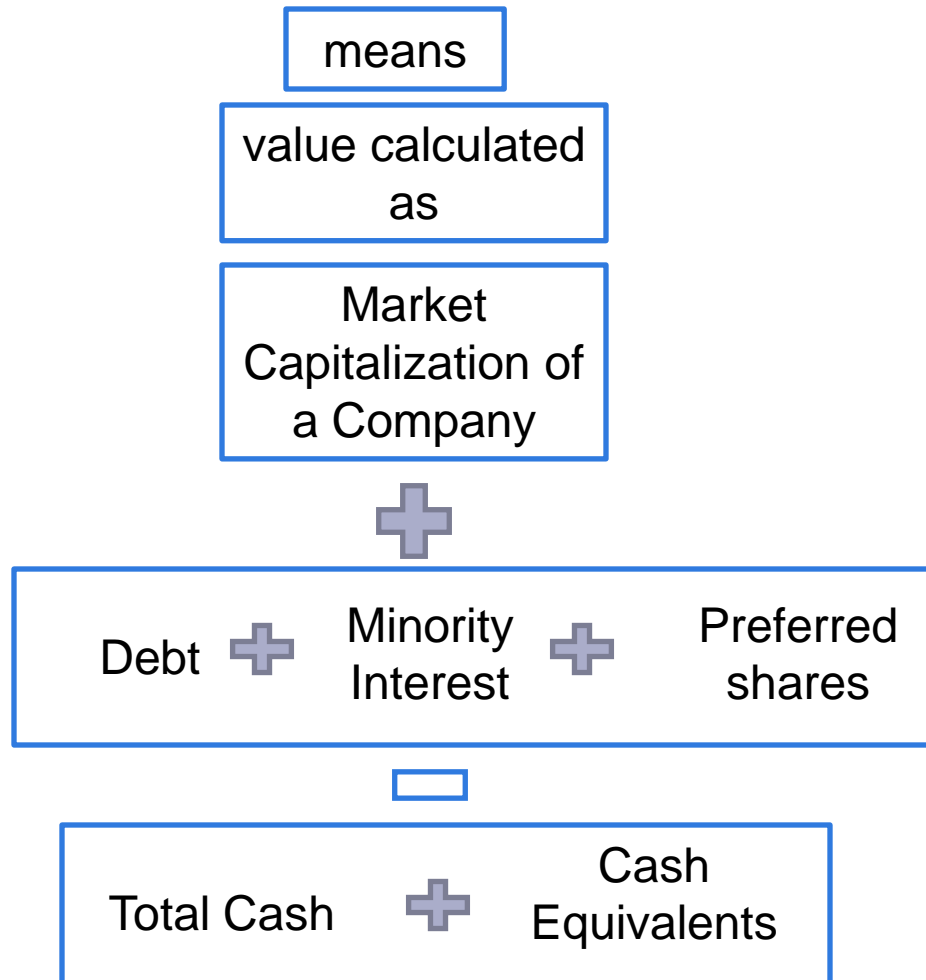 means
value calculated
as
Market
Capitalization of
a Company
Debt
Minority
Interest
Preferred
shares
Total Cash
Cash
Equivalents